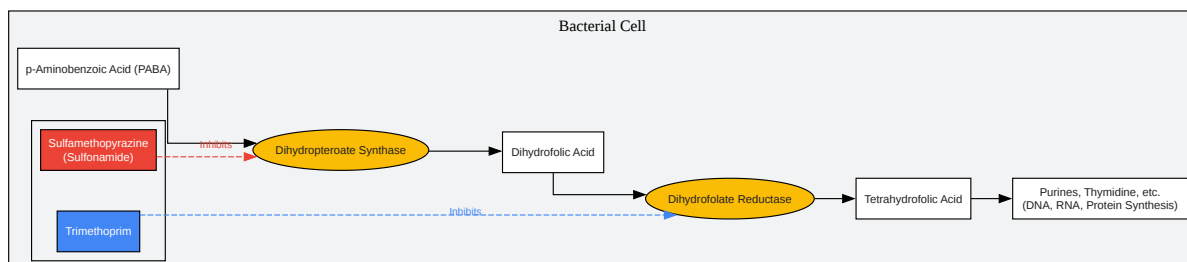 Bacterial Cell
p-Aminobenzoic Acid (PABA)
Sulfamethopyrazine
(Sulfonamide)
Inhibits
Dihydropteroate Synthase
Dihydrofolic Acid
Trimethoprim
Inhibits
Dihydrofolate Reductase
Tetrahydrofolic Acid
Purines, Thymidine, etc.
(DNA, RNA, Protein Synthesis)